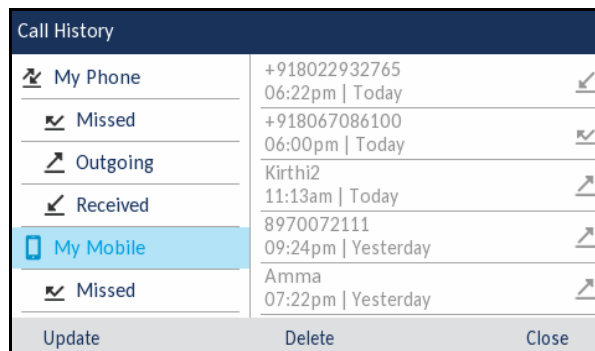 Call History
My Phone
Missed
Outgoing
Received
My Mobile
Missed
+918022932765
06:22pm | Today
+918067086100
06:00pm | Today
Kirthi2
11:13am | Today
8970072111
09:24pm | Yesterday
Amma
07:22pm | Yesterday
Update Delete Close